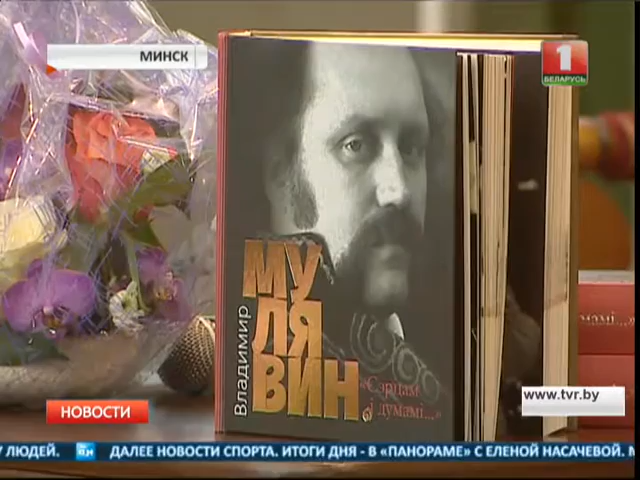 МИНСК
1
БЕЛАРУСЬ
Владимир
МУ
ЛЯ
ВИН
«Сэрцам
і думамі...»
мамі...»
www.tvr.by
НОВОСТИ
У ЛЮДЕЙ. ДАЛЕЕ НОВОСТИ СПОРТА. ИТОГИ ДНЯ - В «ПАНОРАМЕ» С ЕЛЕНОЙ НАСАЧЕВОЙ.